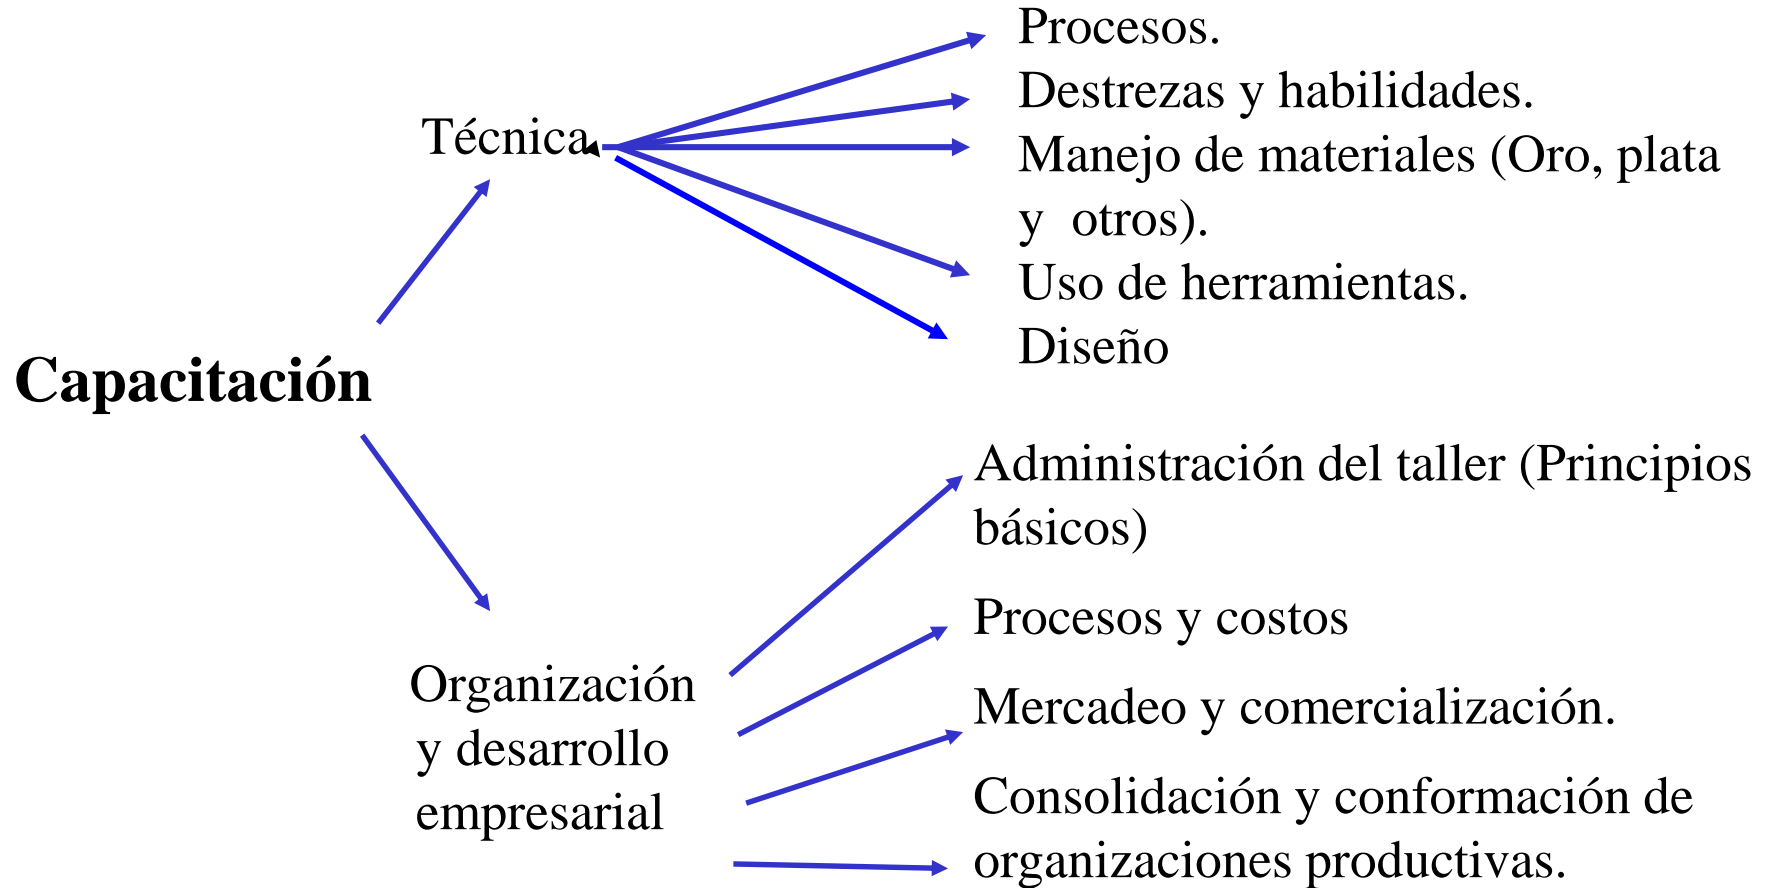 Capacitación
Técnica
Procesos.
Destrezas y habilidades.
Manejo de materiales (Oro, plata
y otros).
Uso de herramientas.
Diseño
Organización
y desarrollo
empresarial
Administración del taller (Principios
básicos)
Procesos y costos
Mercadeo y comercialización.
Consolidación y conformación de
organizaciones productivas.